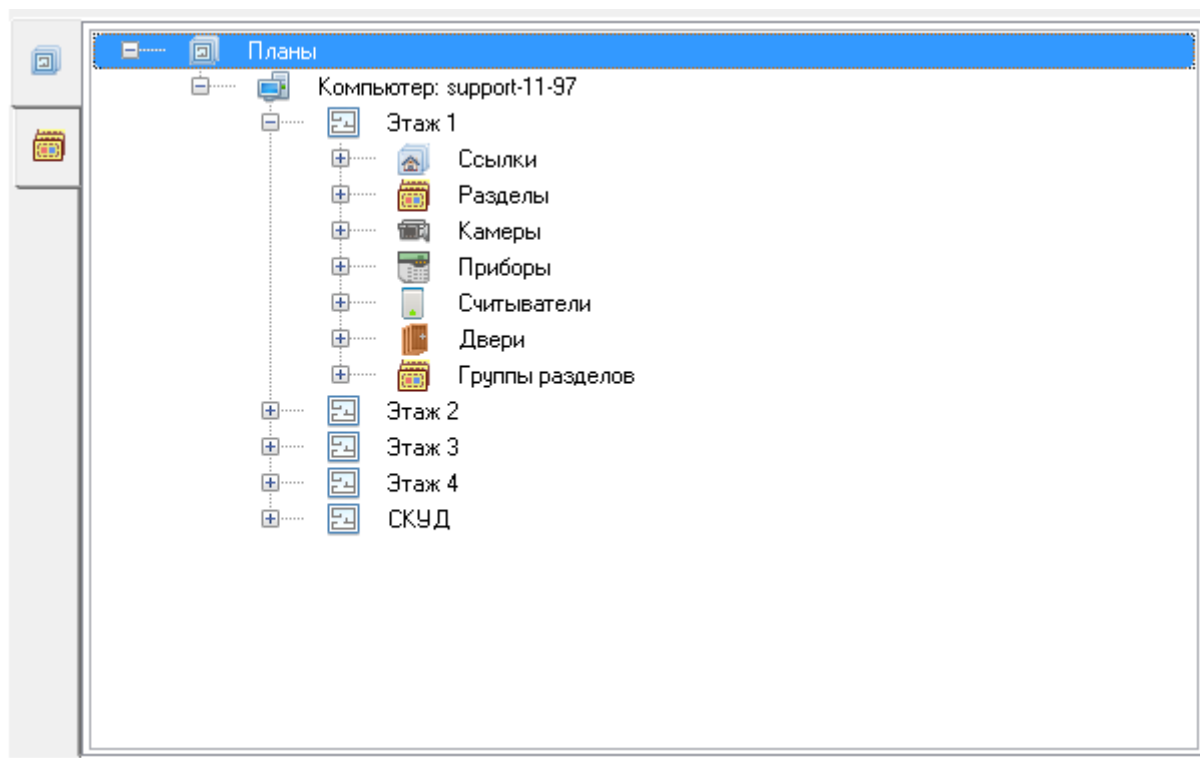 Планы
Компьютер: support-11-97
Этаж 1
Ссылки
Разделы
Камеры
Приборы
Считыватели
Двери
Группы разделов
Этаж 2
Этаж 3
Этаж 4
СКУД